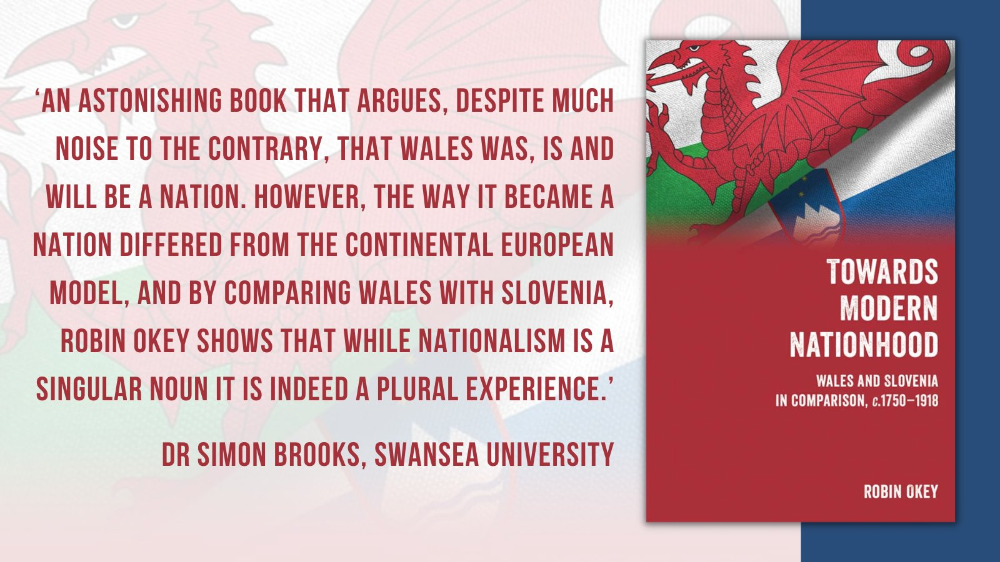 ‘AN ASTONISHING BOOK THAT ARGUES, DESPITE MUCH
NOISE TO THE CONTRARY, THAT WALES WAS, IS AND
WILL BE A NATION. HOWEVER, THE WAY IT BECAME A
NATION DIFFERED FROM THE CONTINENTAL EUROPEAN
MODEL, AND BY COMPARING WALES WITH SLOVENIA,
ROBIN OKEY SHOWS THAT WHILE NATIONALISM IS A
SINGULAR NOUN IT IS INDEED A PLURAL EXPERIENCE.’
DR SIMON BROOKS, SWANSEA UNIVERSITY
TOWARDS
MODERN
NATIONHOOD
WALES AND SLOVENIA
IN COMPARISON, c.1750–1918
ROBIN OKEY